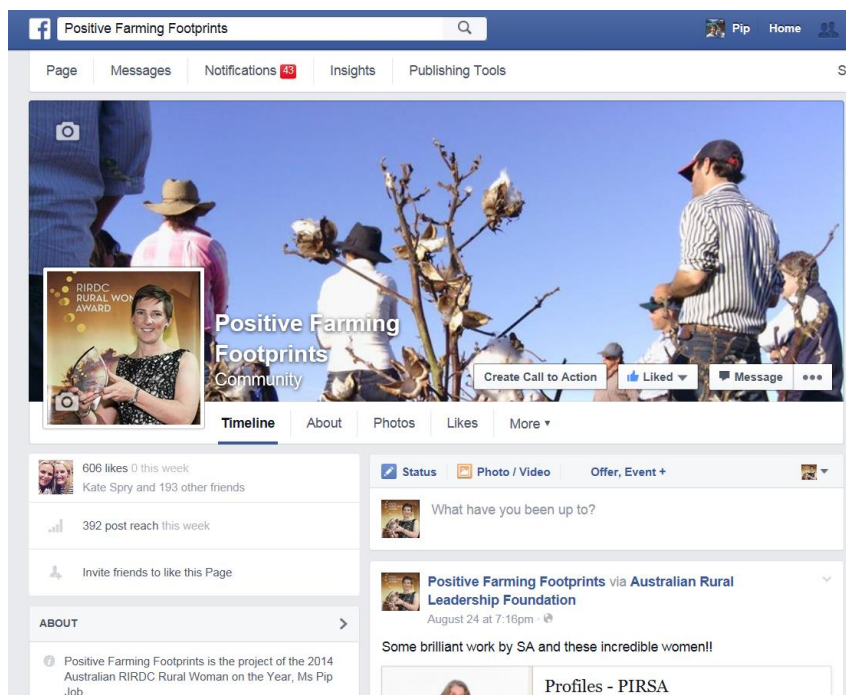 Positive Farming Footprints
Pip Home
Page Messages Notifications 43 Insights Publishing Tools S
RIRDC
RURAL WOM
AWARD
Positive Farming
Footprints
Community
Create Call to Action Liked Message
Timeline About Photos Likes More
606 likes 0 this week
Kate Spry and 193 other friends
392 post reach this week
Invite friends to like this Page
ABOUT
Positive Farming Footprints is the project of the 2014
Australian RIRDC Rural Woman on the Year, Ms Pip
Job
Status Photo / Video Offer, Event +
What have you been up to?
Positive Farming Footprints via Australian Rural
Leadership Foundation
August 24 at 7:16pm ·
Some brilliant work by SA and these incredible women!!
Profiles - PIRSA